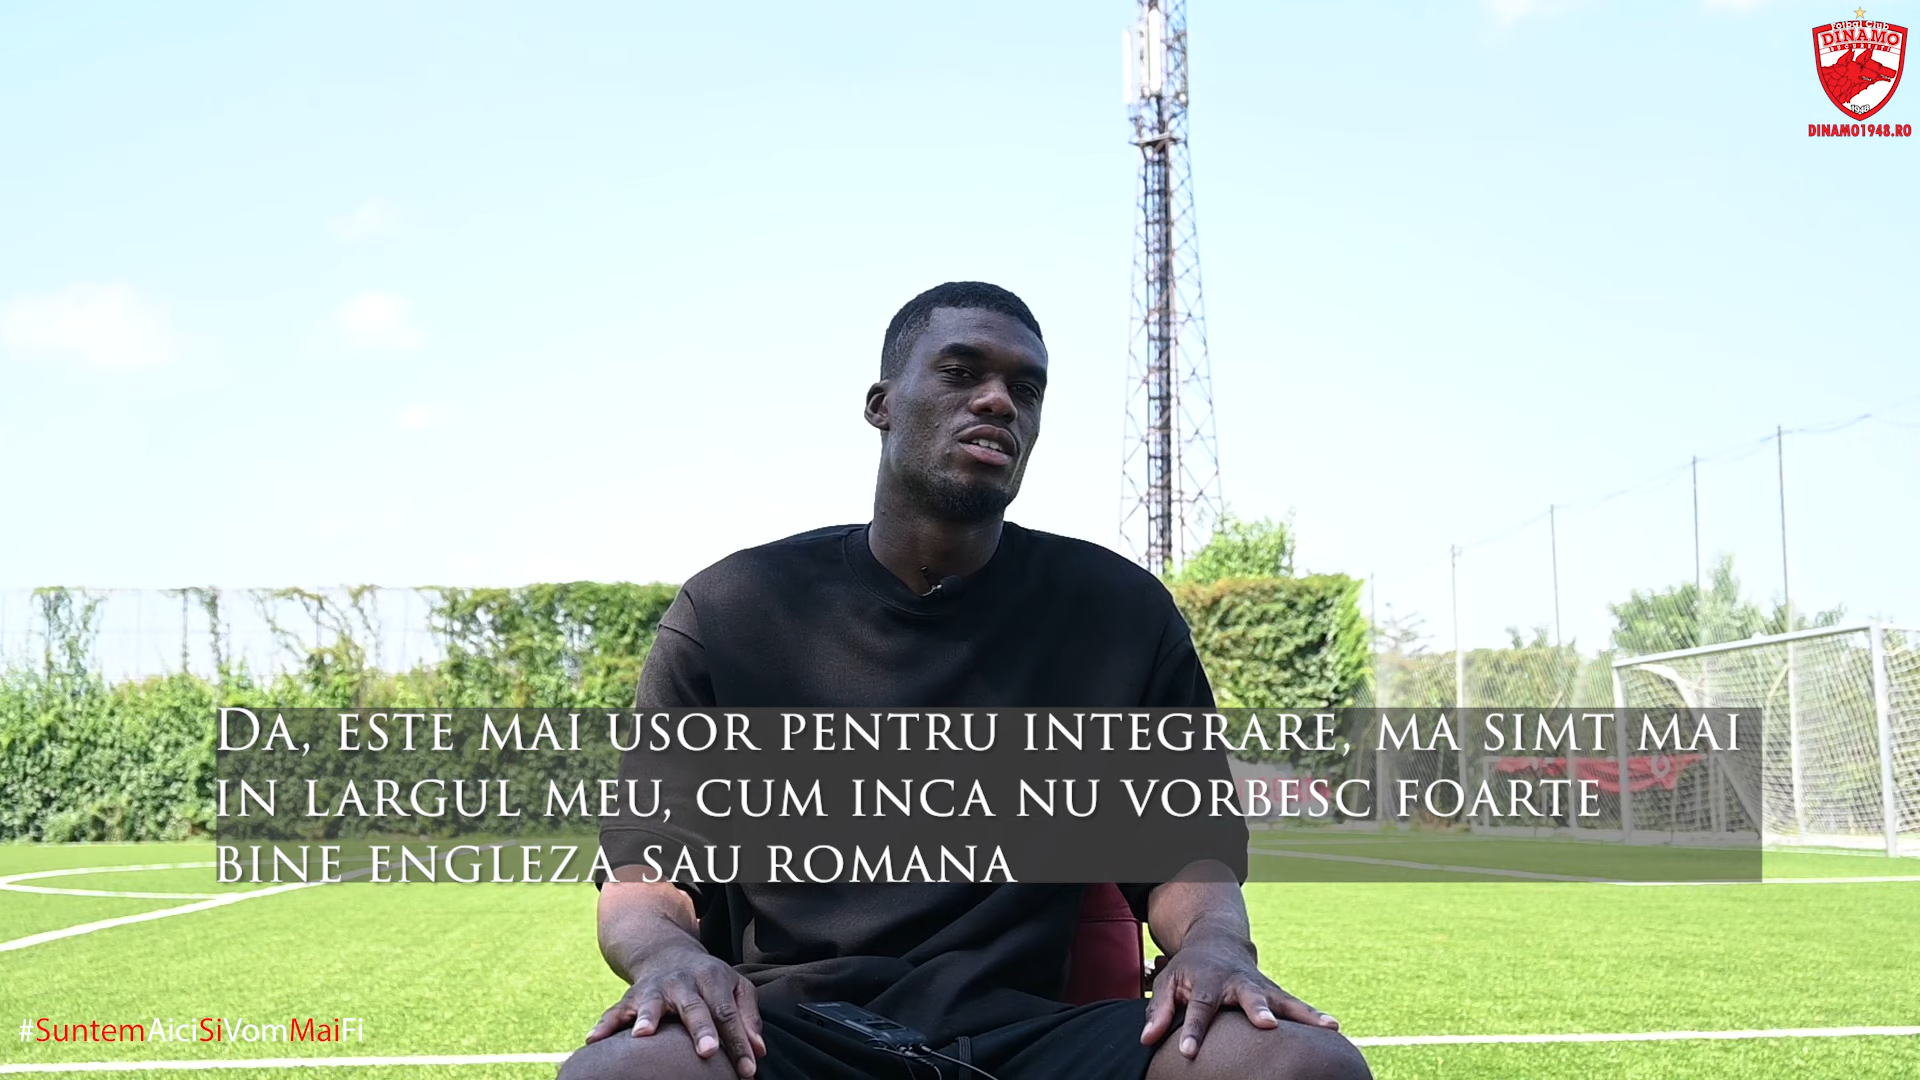 Fotbal Club
DINAMO
BUCURESTI
1948
DINAMO1948.RO
DA, ESTE MAI USOR PENTRU INTEGRARE, MA SIMT MAI
IN LARGUL MEU, CUM INCA NU VORBESC FOARTE
BINE ENGLEZA SAU ROMANA
#SuntemAiciSiVomMaiFi